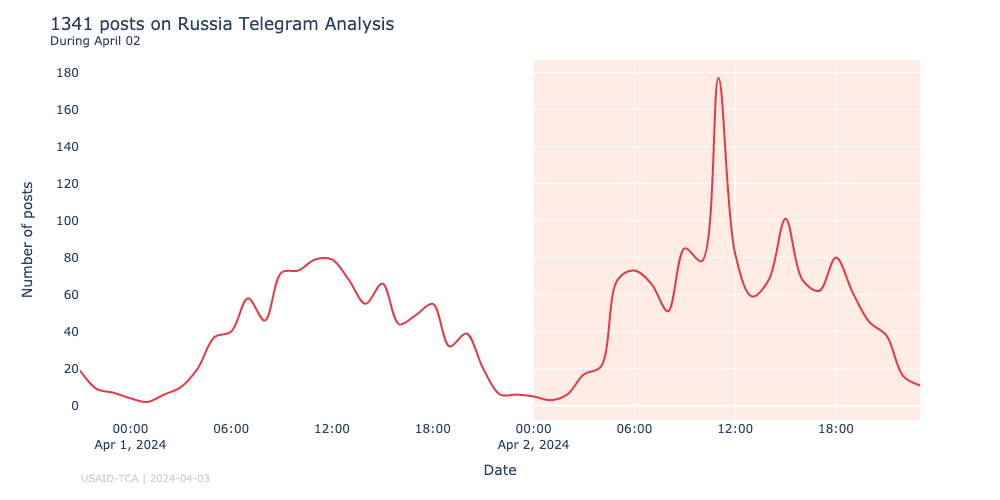 1341 posts on Russia Telegram Analysis
During April 02
180
160
140
120
100
80
60
40
20
0
Number of posts
00:00 06:00 12:00 18:00 00:00 06:00 12:00 18:00
Apr 1, 2024 Apr 2, 2024
Date
USAID-TCA | 2024-04-03